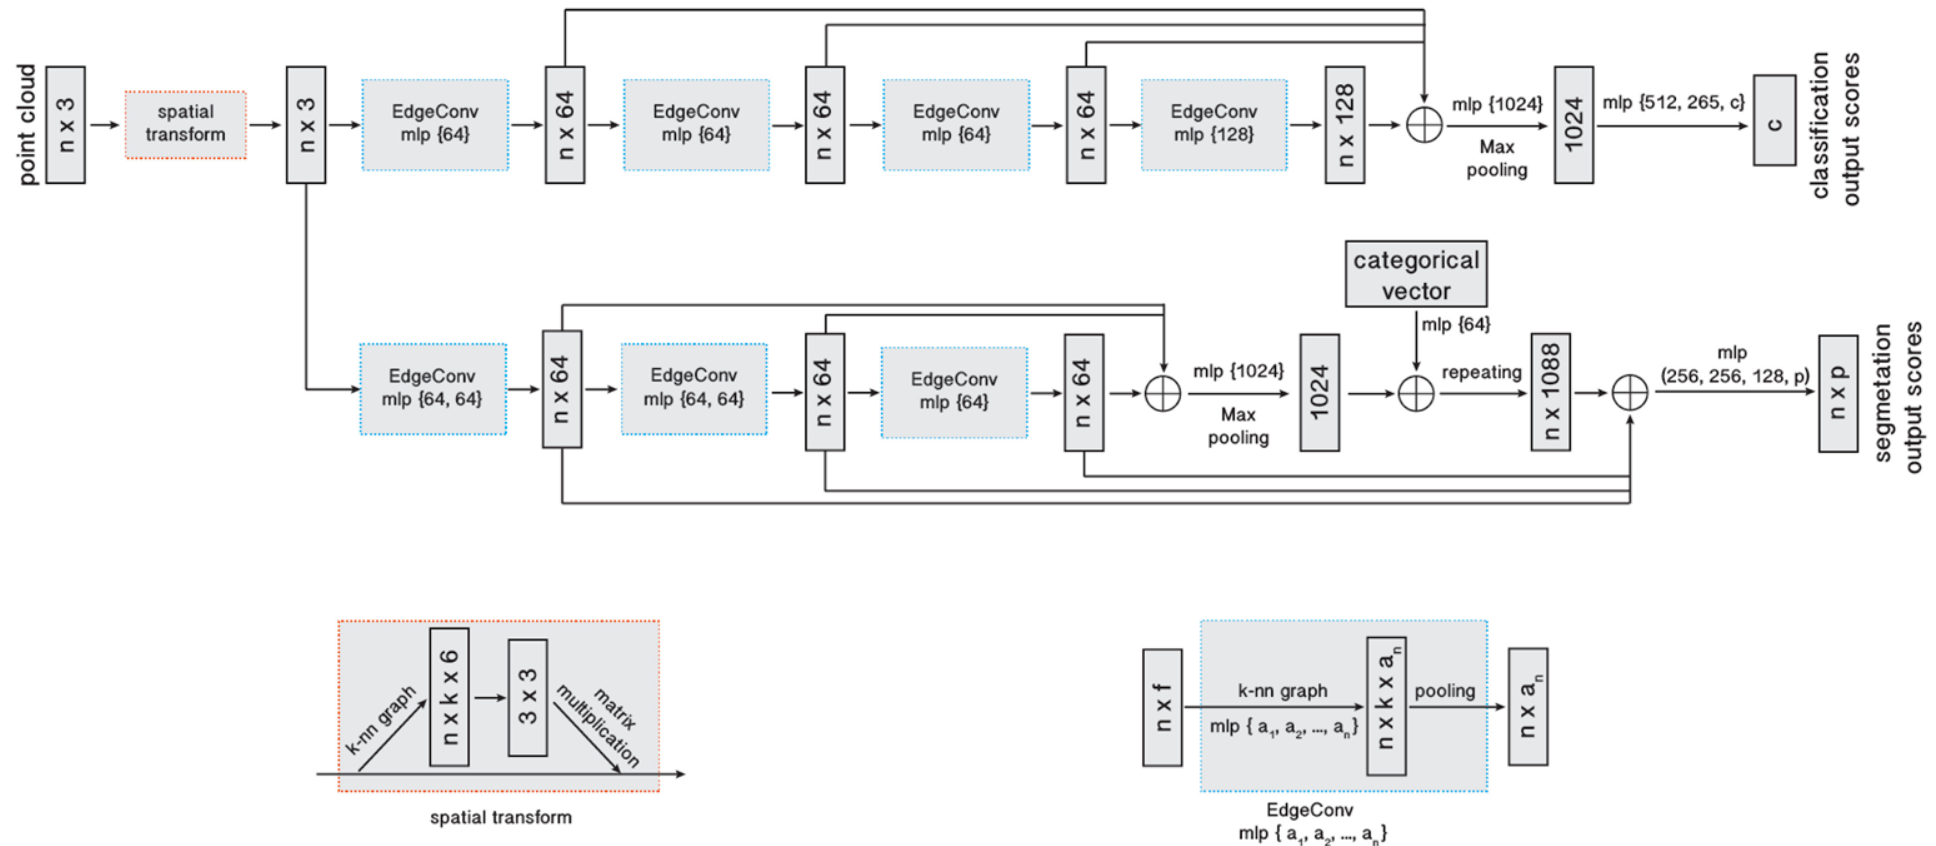 point cloud
n x 3
spatial
transform
n x 3
EdgeConv
mlp {64}
n x 64
EdgeConv
mlp {64}
n x 64
EdgeConv
mlp {64}
n x 64
EdgeConv
mlp {128}
n x 128
mlp {1024}
Max
pooling
1024
mlp {512, 265, c}
c
classification
output scores
categorical
vector
mlp {64}
EdgeConv
mlp {64, 64}
n x 64
EdgeConv
mlp {64, 64}
n x 64
EdgeConv
mlp {64}
n x 64
mlp {1024}
Max
pooling
1024
repeating
n x 1088
mlp
(256, 256, 128, p)
n x p
segmetation
output scores
k-nn graph
n x k x 6
3 x 3
matrix
multiplication
spatial transform
n x f
k-nn graph
mlp { a₁, a₂, ..., aₙ}
n x k x aₙ
pooling
n x aₙ
EdgeConv
mlp { a₁, a₂, ..., aₙ}